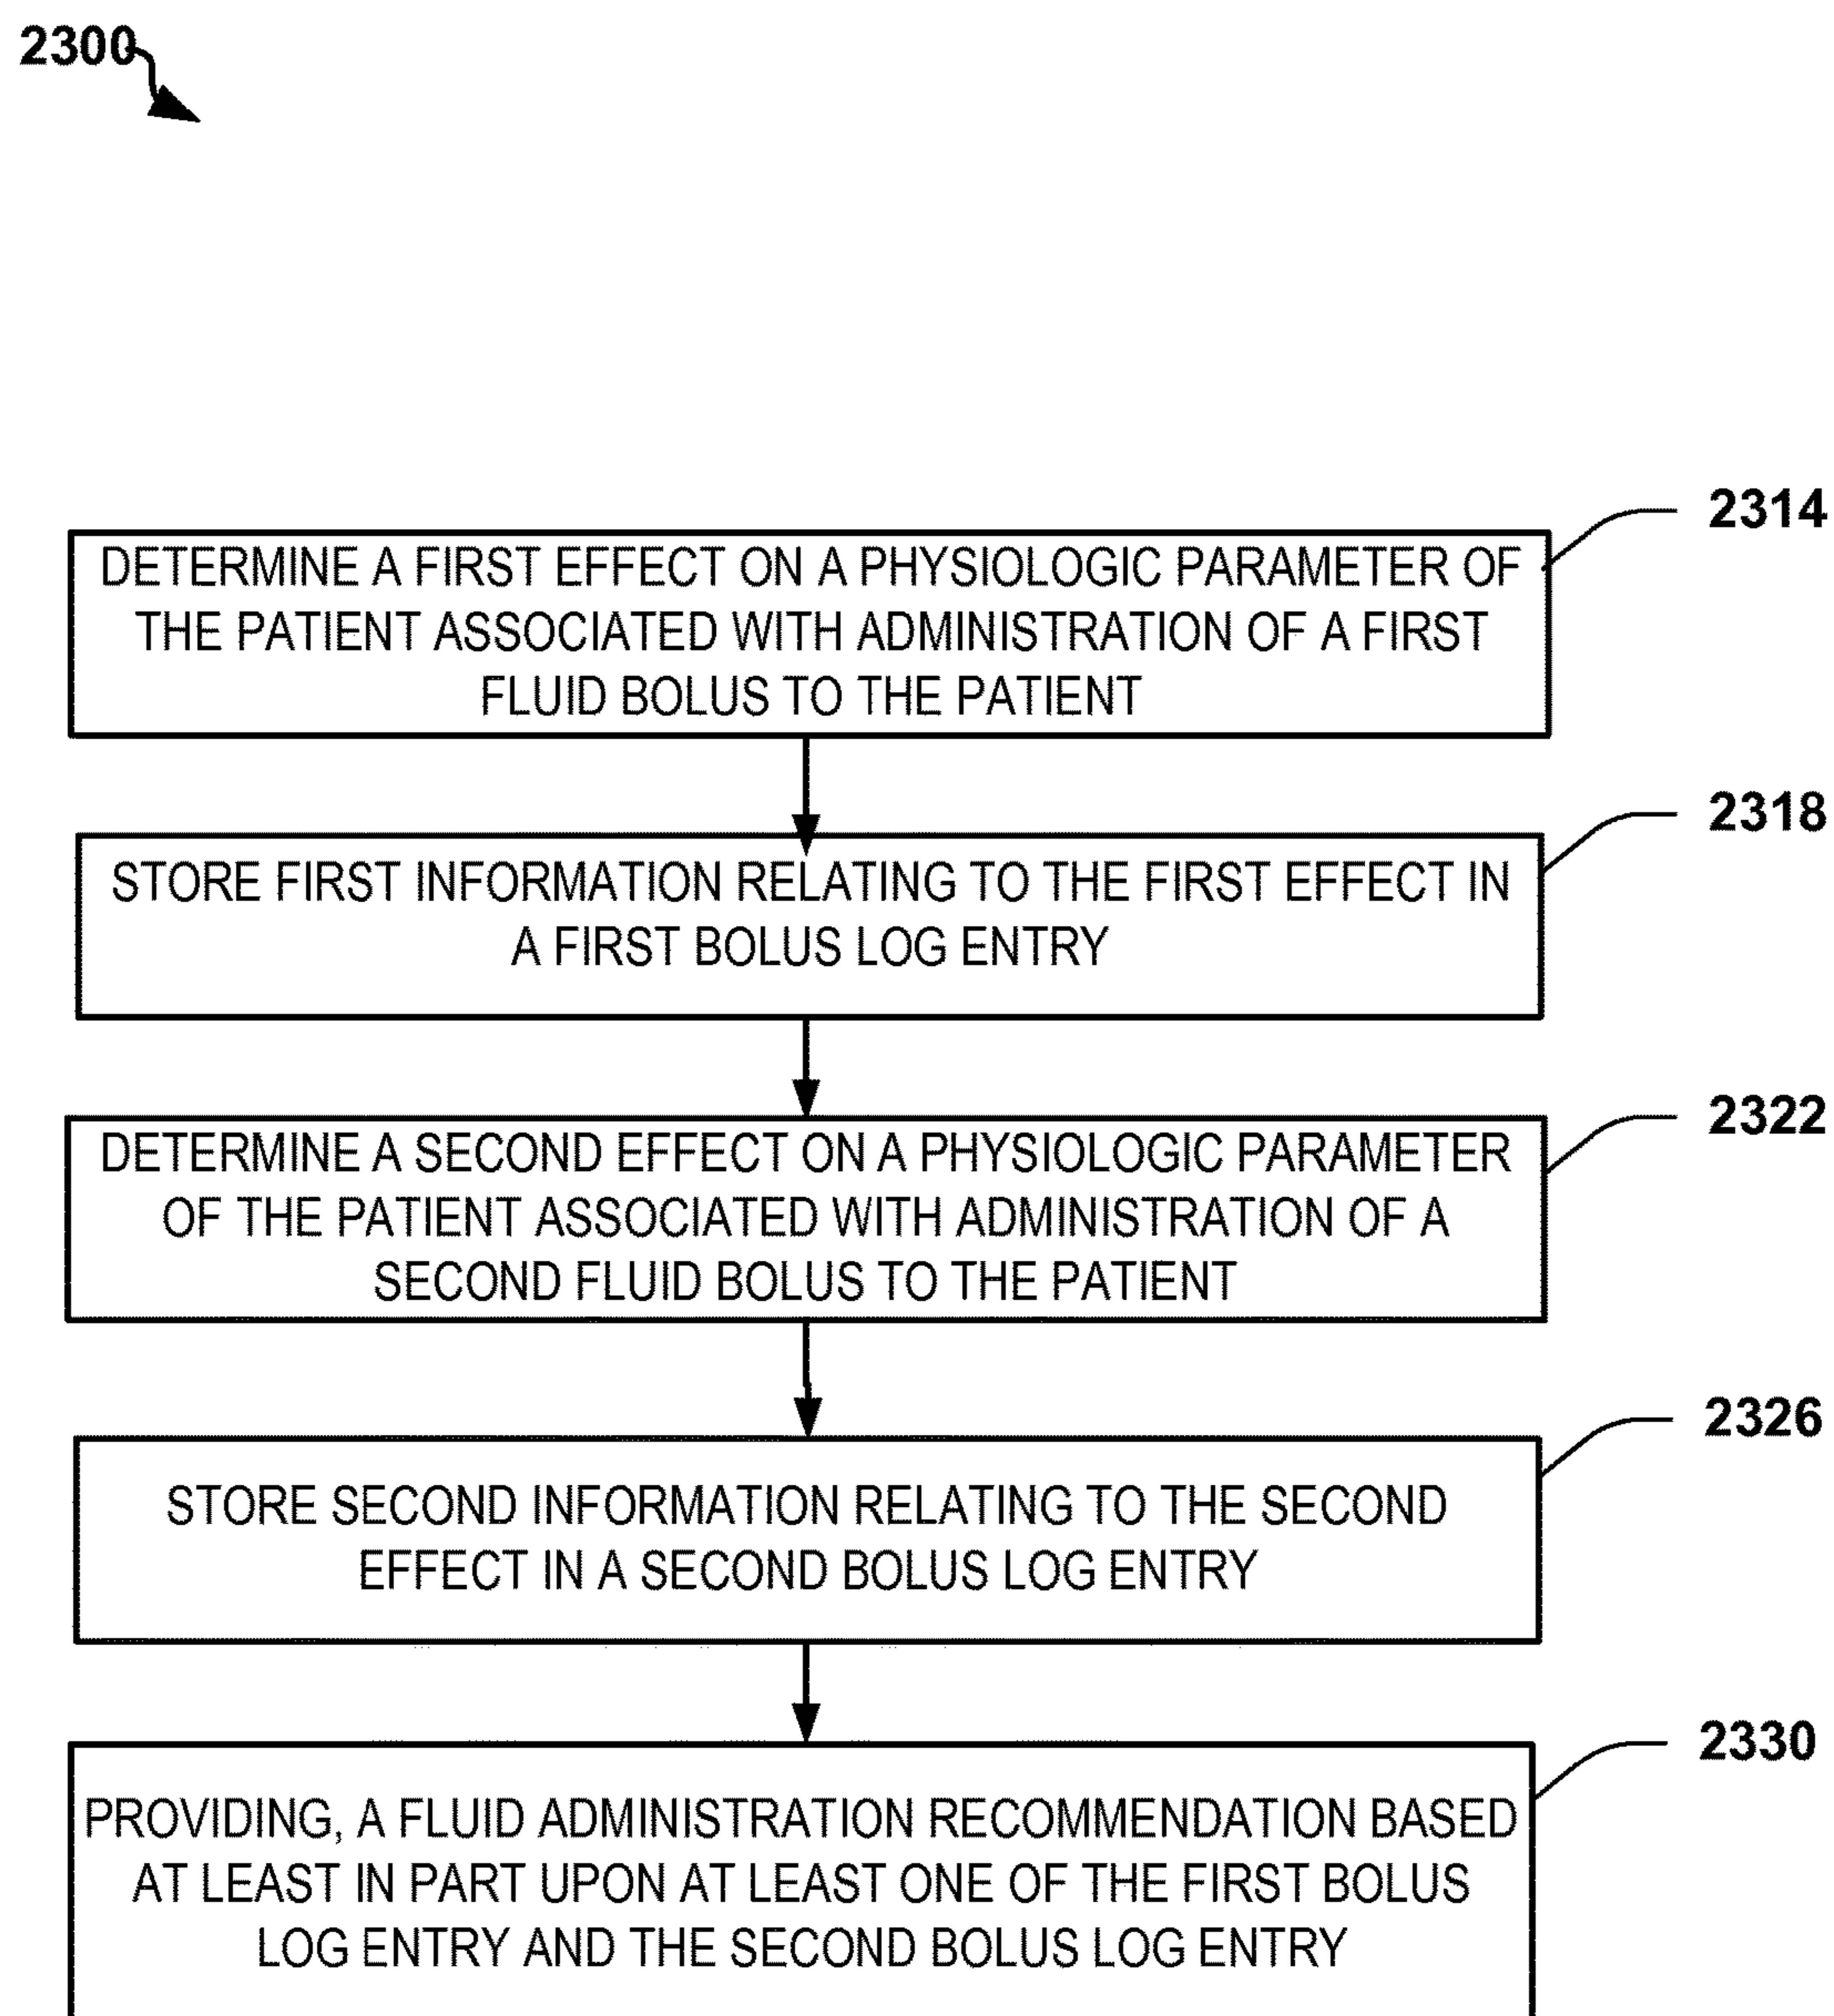 2300
2314
DETERMINE A FIRST EFFECT ON A PHYSIOLOGIC PARAMETER OF
THE PATIENT ASSOCIATED WITH ADMINISTRATION OF A FIRST
FLUID BOLUS TO THE PATIENT
2318
STORE FIRST INFORMATION RELATING TO THE FIRST EFFECT IN
A FIRST BOLUS LOG ENTRY
2322
DETERMINE A SECOND EFFECT ON A PHYSIOLOGIC PARAMETER
OF THE PATIENT ASSOCIATED WITH ADMINISTRATION OF A
SECOND FLUID BOLUS TO THE PATIENT
2326
STORE SECOND INFORMATION RELATING TO THE SECOND
EFFECT IN A SECOND BOLUS LOG ENTRY
2330
PROVIDING, A FLUID ADMINISTRATION RECOMMENDATION BASED
AT LEAST IN PART UPON AT LEAST ONE OF THE FIRST BOLUS
LOG ENTRY AND THE SECOND BOLUS LOG ENTRY